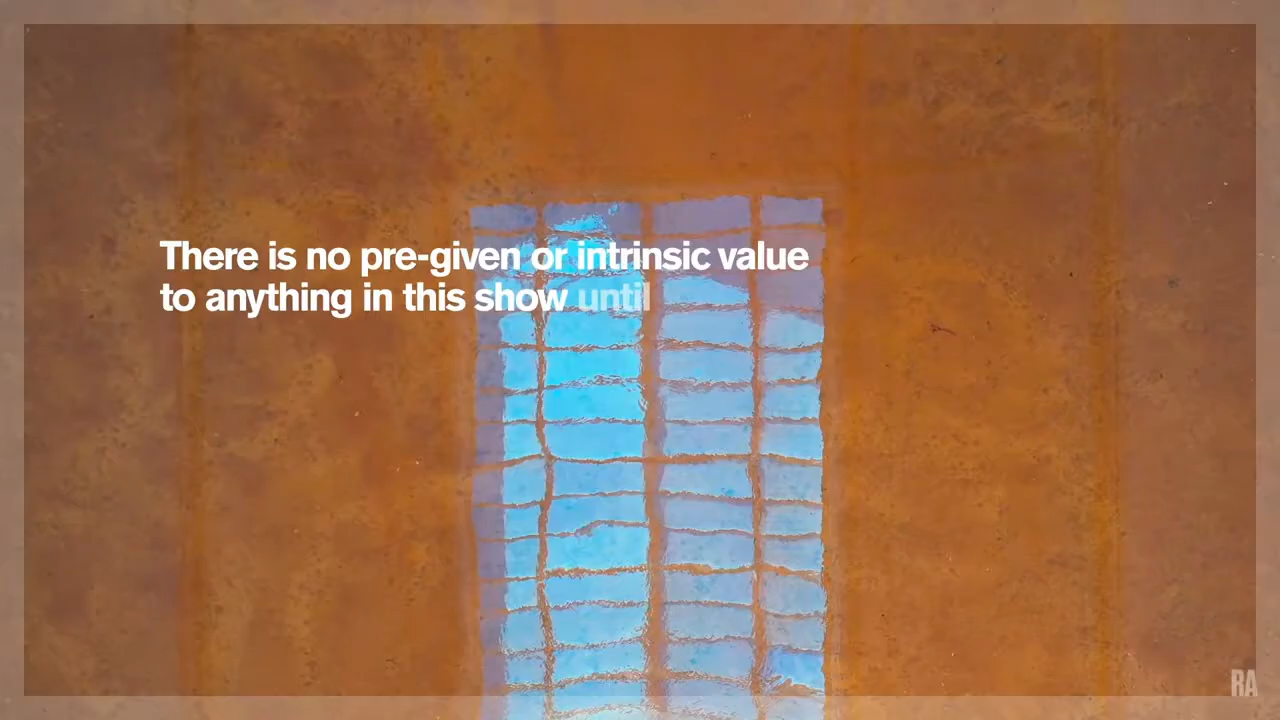 There is no pre-given or intrinsic value
to anything in this show until
RA